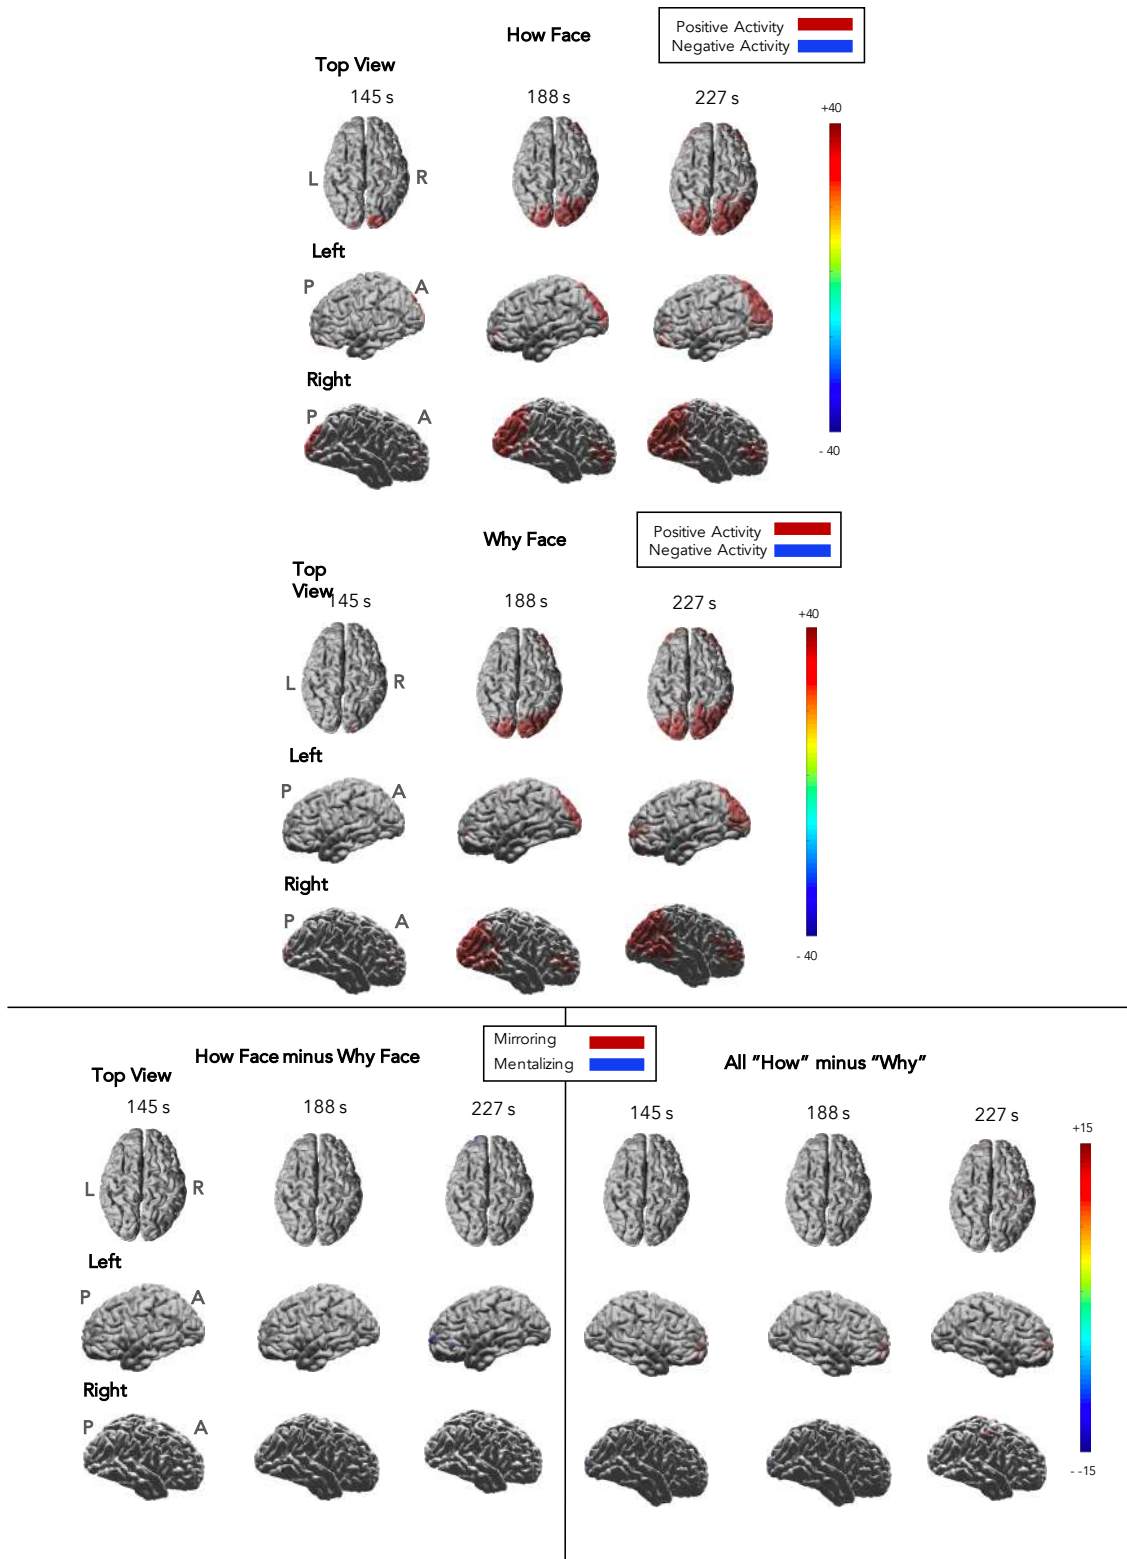 How Face
Positive Activity
Negative Activity
Top View
145 s 188 s 227 s
+40
L R
Left
P A
Right
P A
- 40
Why Face
Positive Activity
Negative Activity
Top
View
145 s 188 s 227 s
+40
L R
Left
P A
Right
P A
- 40
How Face minus Why Face
Mirroring
Mentalizing
All "How" minus "Why"
Top View
145 s 188 s 227 s 145 s 188 s 227 s
+15
L R
Left
P A
Right
P A
- -15